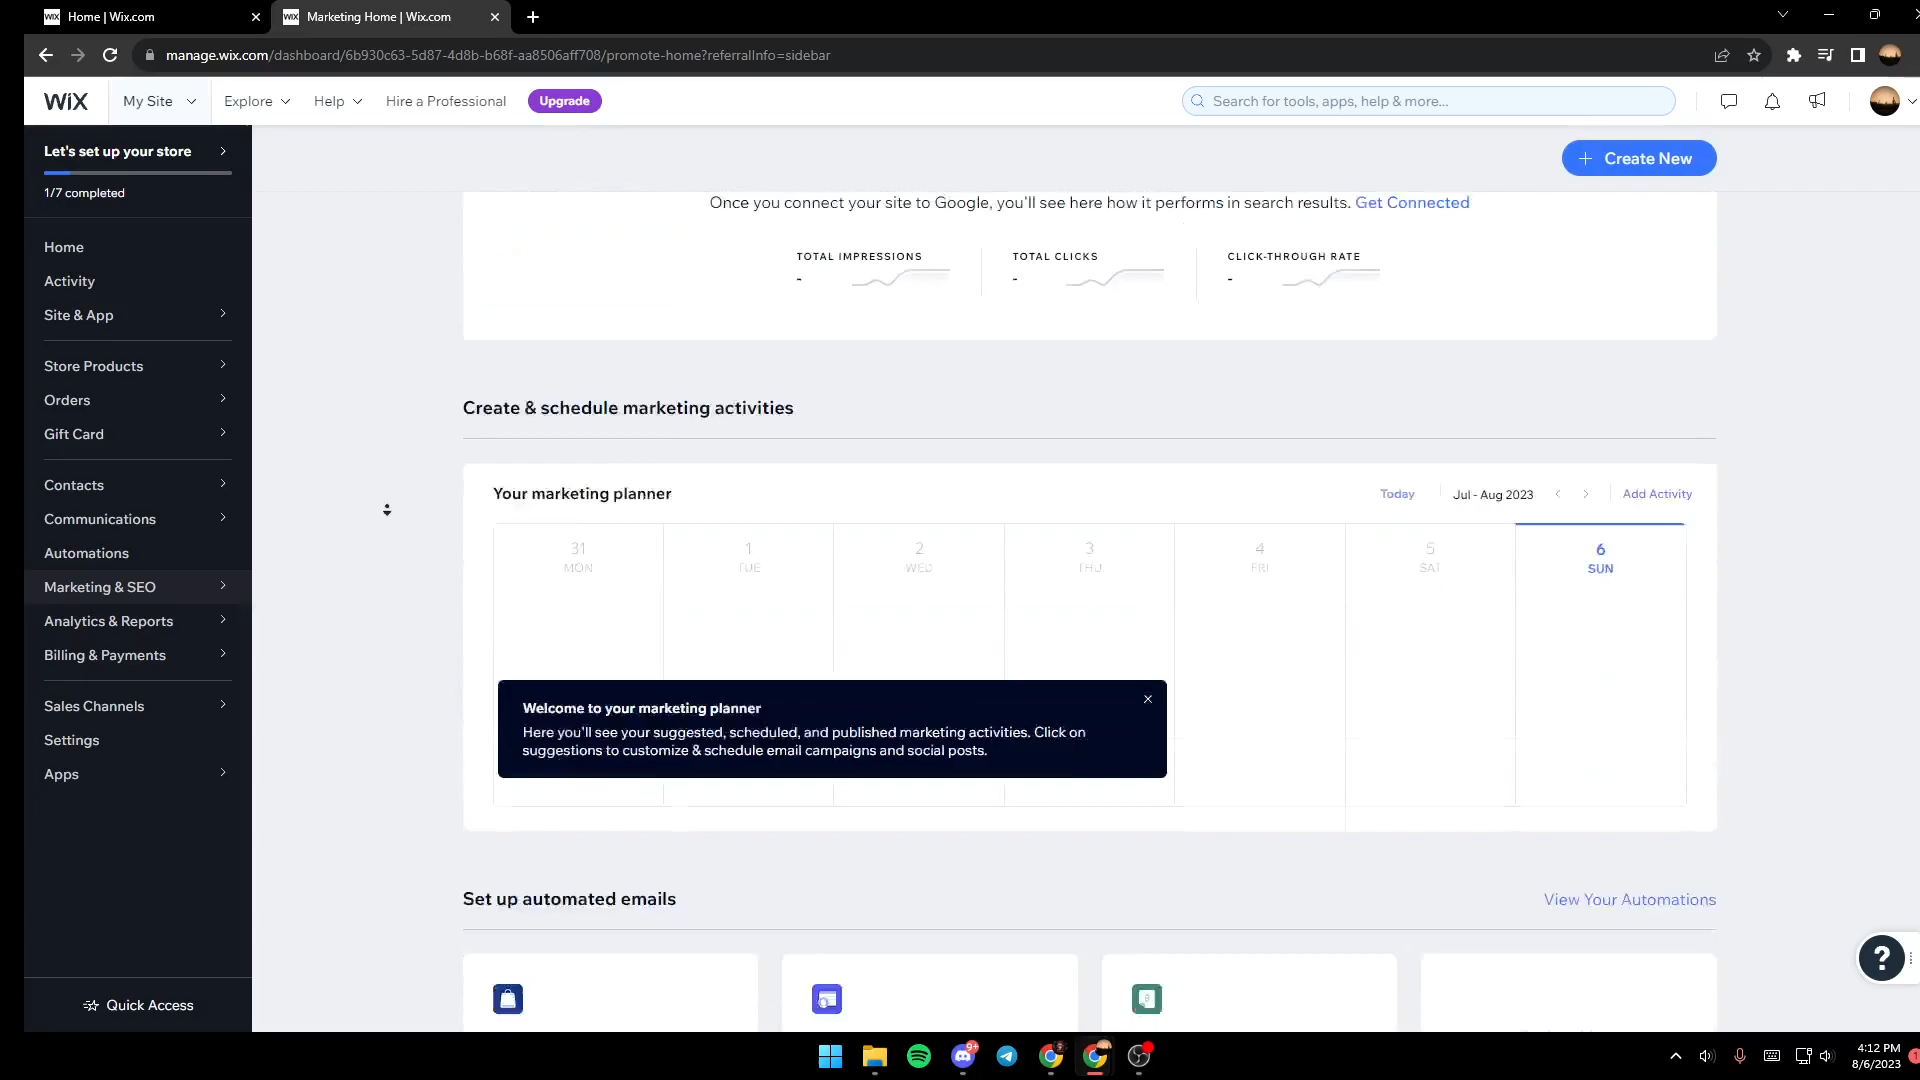 Home | Wix.com
Marketing Home | Wix.com
manage.wix.com/dashboard/6b930c63-5d87-4d8b-b68f-aa8506aff708/promote-home?referralInfo=sidebar
WiX
My Site
Explore
Help
Hire a Professional
Upgrade
Search for tools, apps, help & more...
Let's set up your store
1/7 completed
Home
Activity
Site & App
Store Products
Orders
Gift Card
Contacts
Communications
Automations
Marketing & SEO
Analytics & Reports
Billing & Payments
Sales Channels
Settings
Apps
Quick Access
+ Create New
Once you connect your site to Google, you'll see here how it performs in search results. Get Connected
TOTAL IMPRESSIONS
-
TOTAL CLICKS
-
CLICK-THROUGH RATE
-
Create & schedule marketing activities
Your marketing planner
Today
Jul - Aug 2023
Add Activity
31 1 2 3 4 5 6
MON TUE WED THU FRI SAT SUN
Welcome to your marketing planner
Here you'll see your suggested, scheduled, and published marketing activities. Click on
suggestions to customize & schedule email campaigns and social posts.
Set up automated emails
View Your Automations
?
9+
4:12 PM
8/6/2023
1